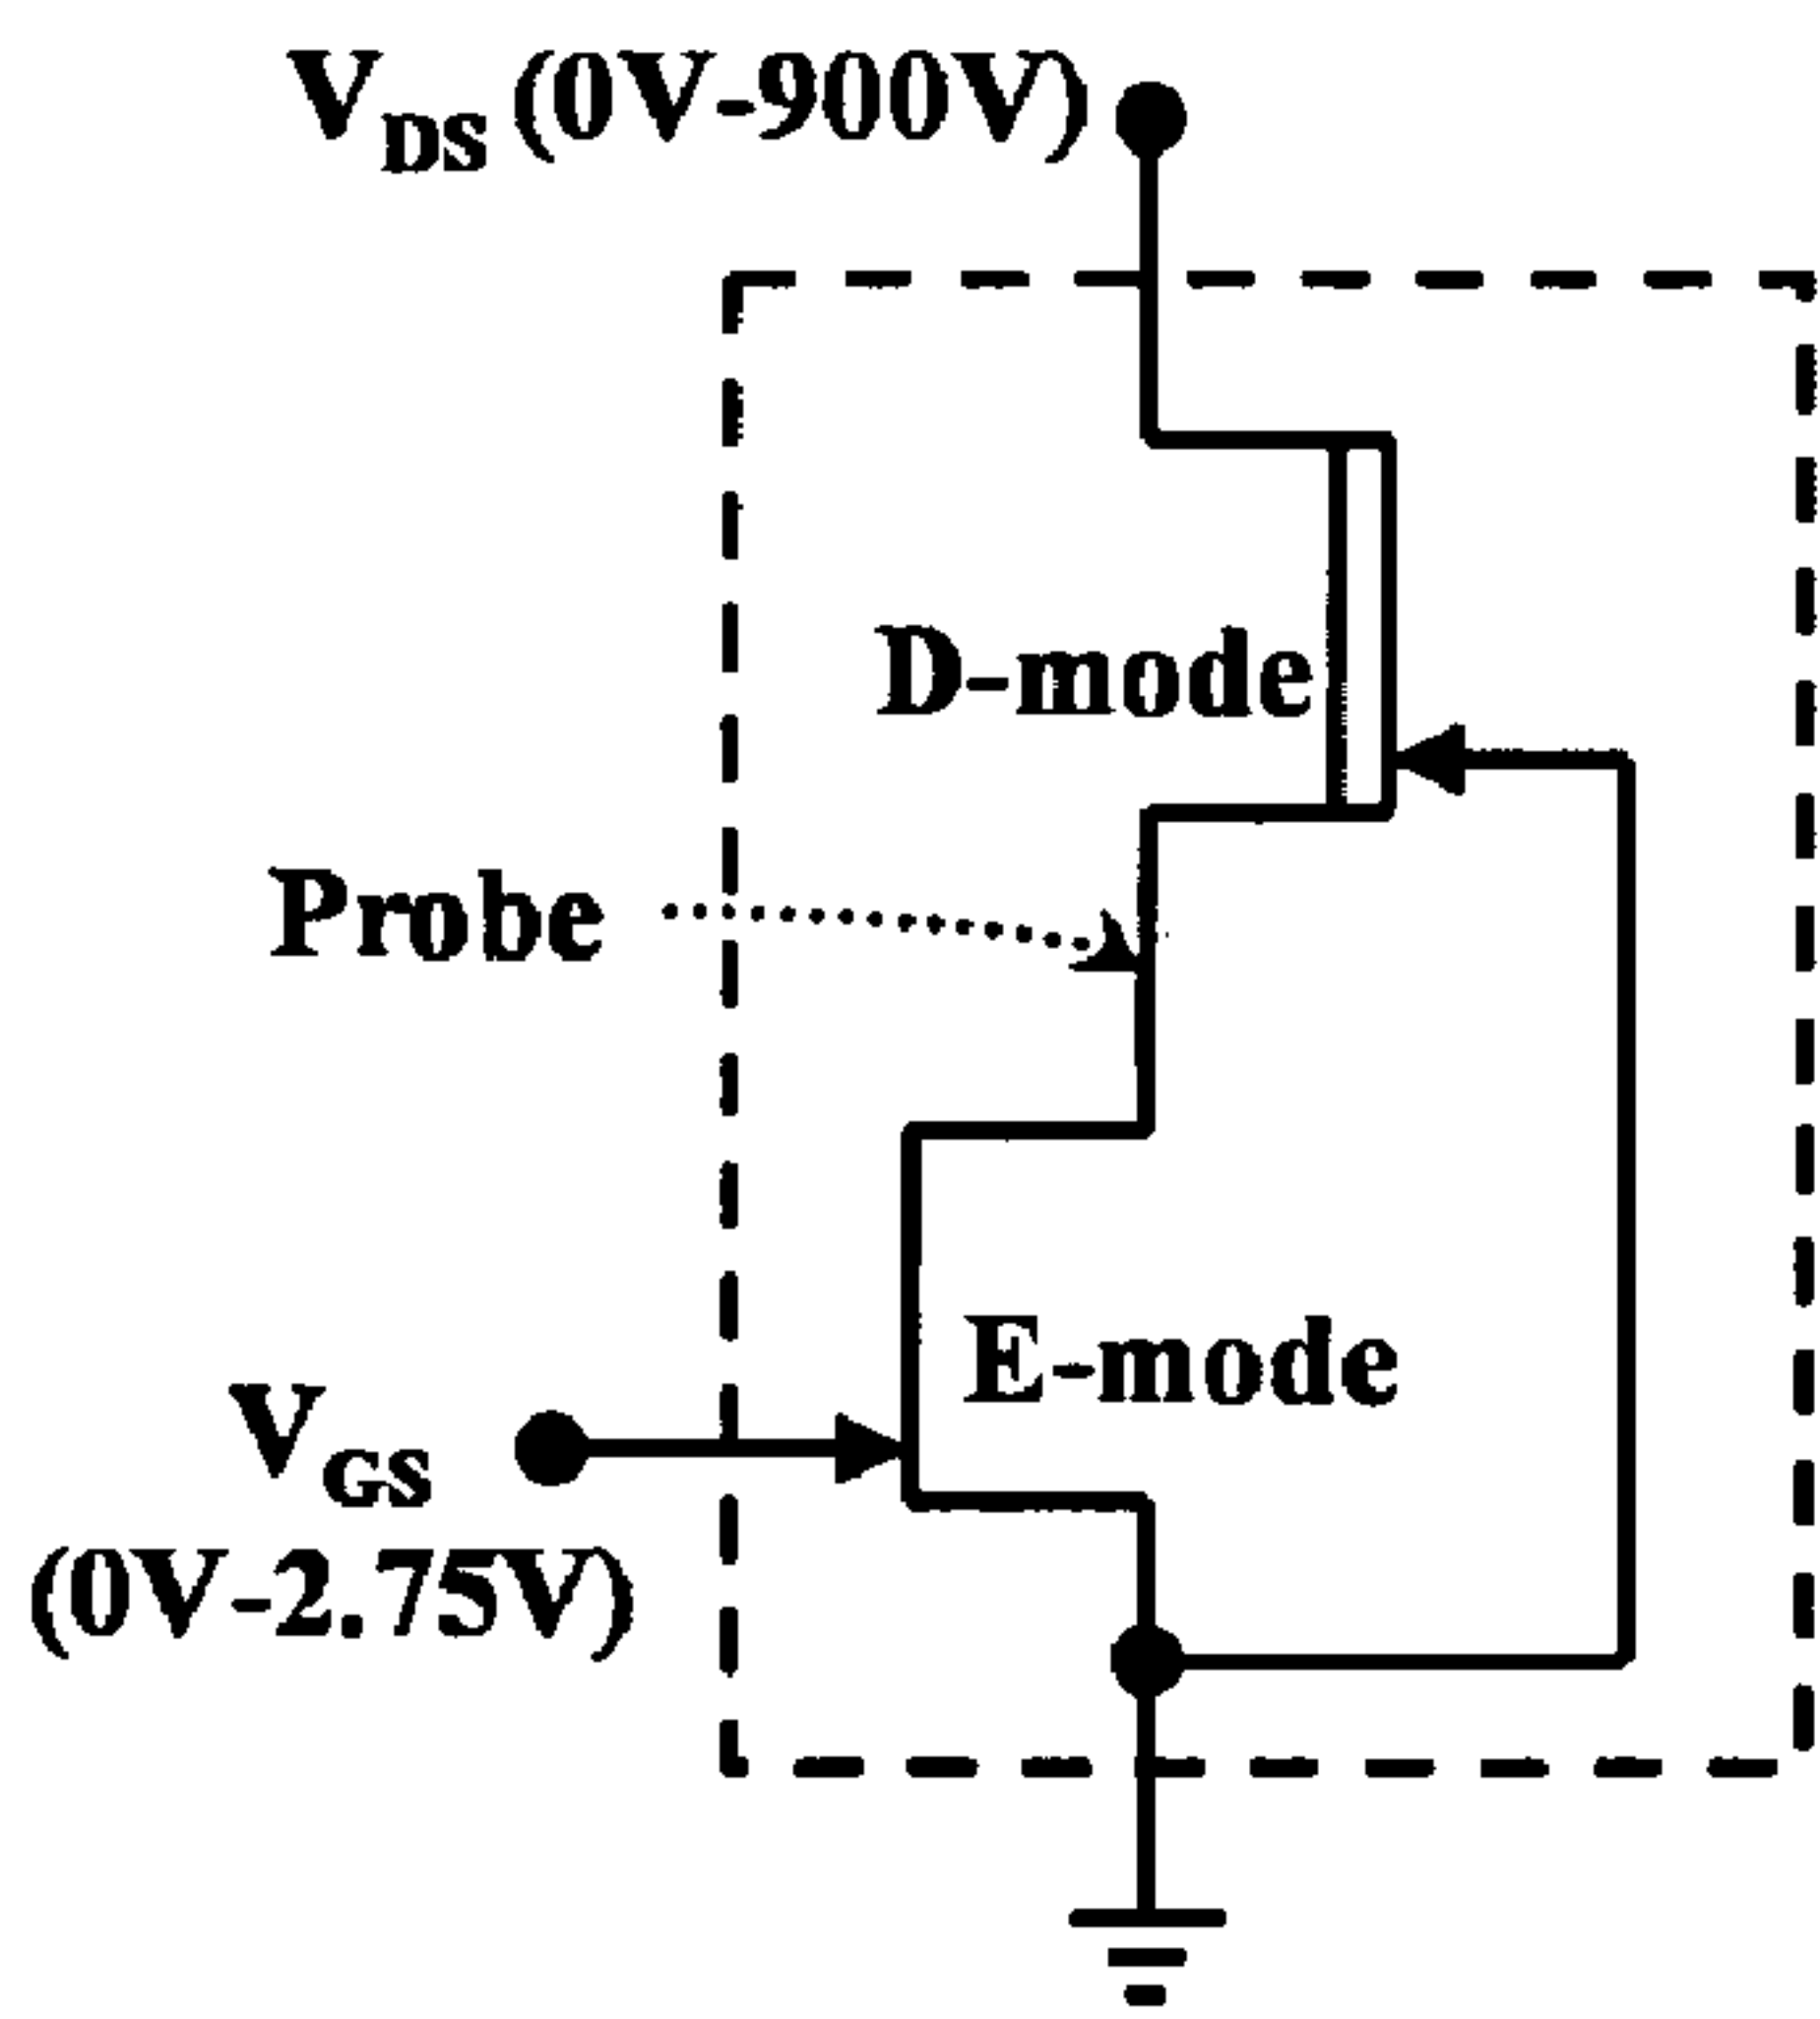 VDS (0V-900V)
D-mode
Probe
E-mode
VGS
(0V-2.75V)